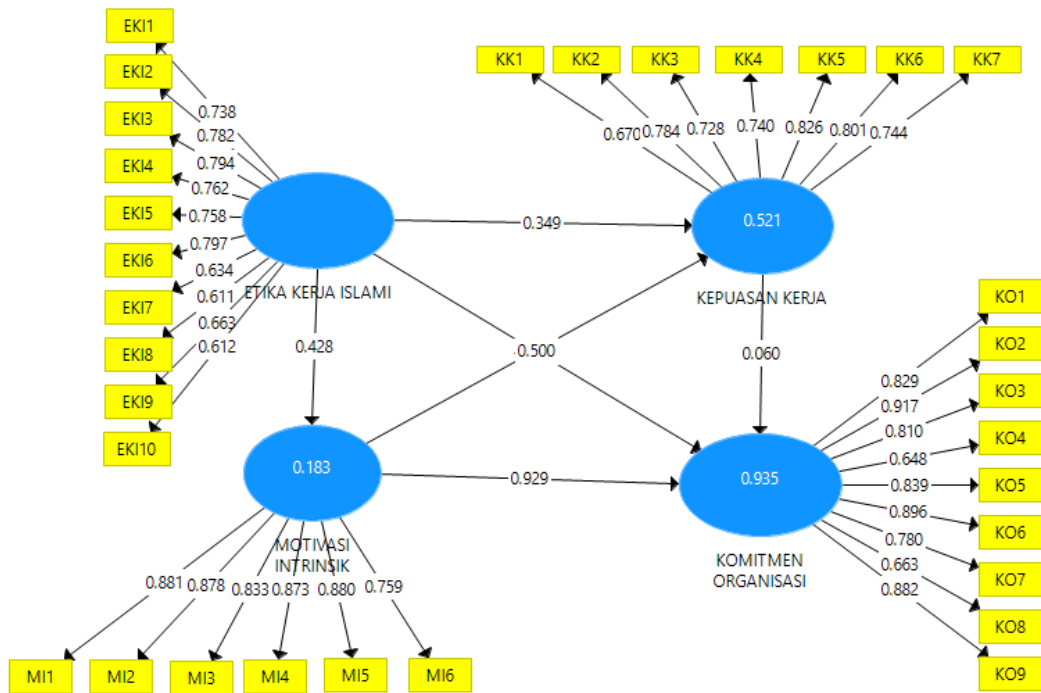 EKI1
EKI2
EKI3
EKI4
EKI5
EKI6
EKI7
EKI8
EKI9
EKI10
0.738
0.782
0.794
0.762
0.758
0.797
0.634
0.611
0.663
0.612
ETIKA KERJA ISLAMI
KK1
KK2
KK3
KK4
KK5
KK6
KK7
0.670
0.784
0.728
0.740
0.826
0.801
0.744
0.349
0.521
KEPUASAN KERJA
0.428
0.500
0.060
0.183
MOTIVASI
INTRINSIK
0.929
0.935
KOMITMEN
ORGANISASI
KO1
KO2
KO3
KO4
KO5
KO6
KO7
KO8
KO9
0.829
0.917
0.810
0.648
0.839
0.896
0.780
0.663
0.882
0.881
0.878
0.833
0.873
0.880
0.759
MI1
MI2
MI3
MI4
MI5
MI6